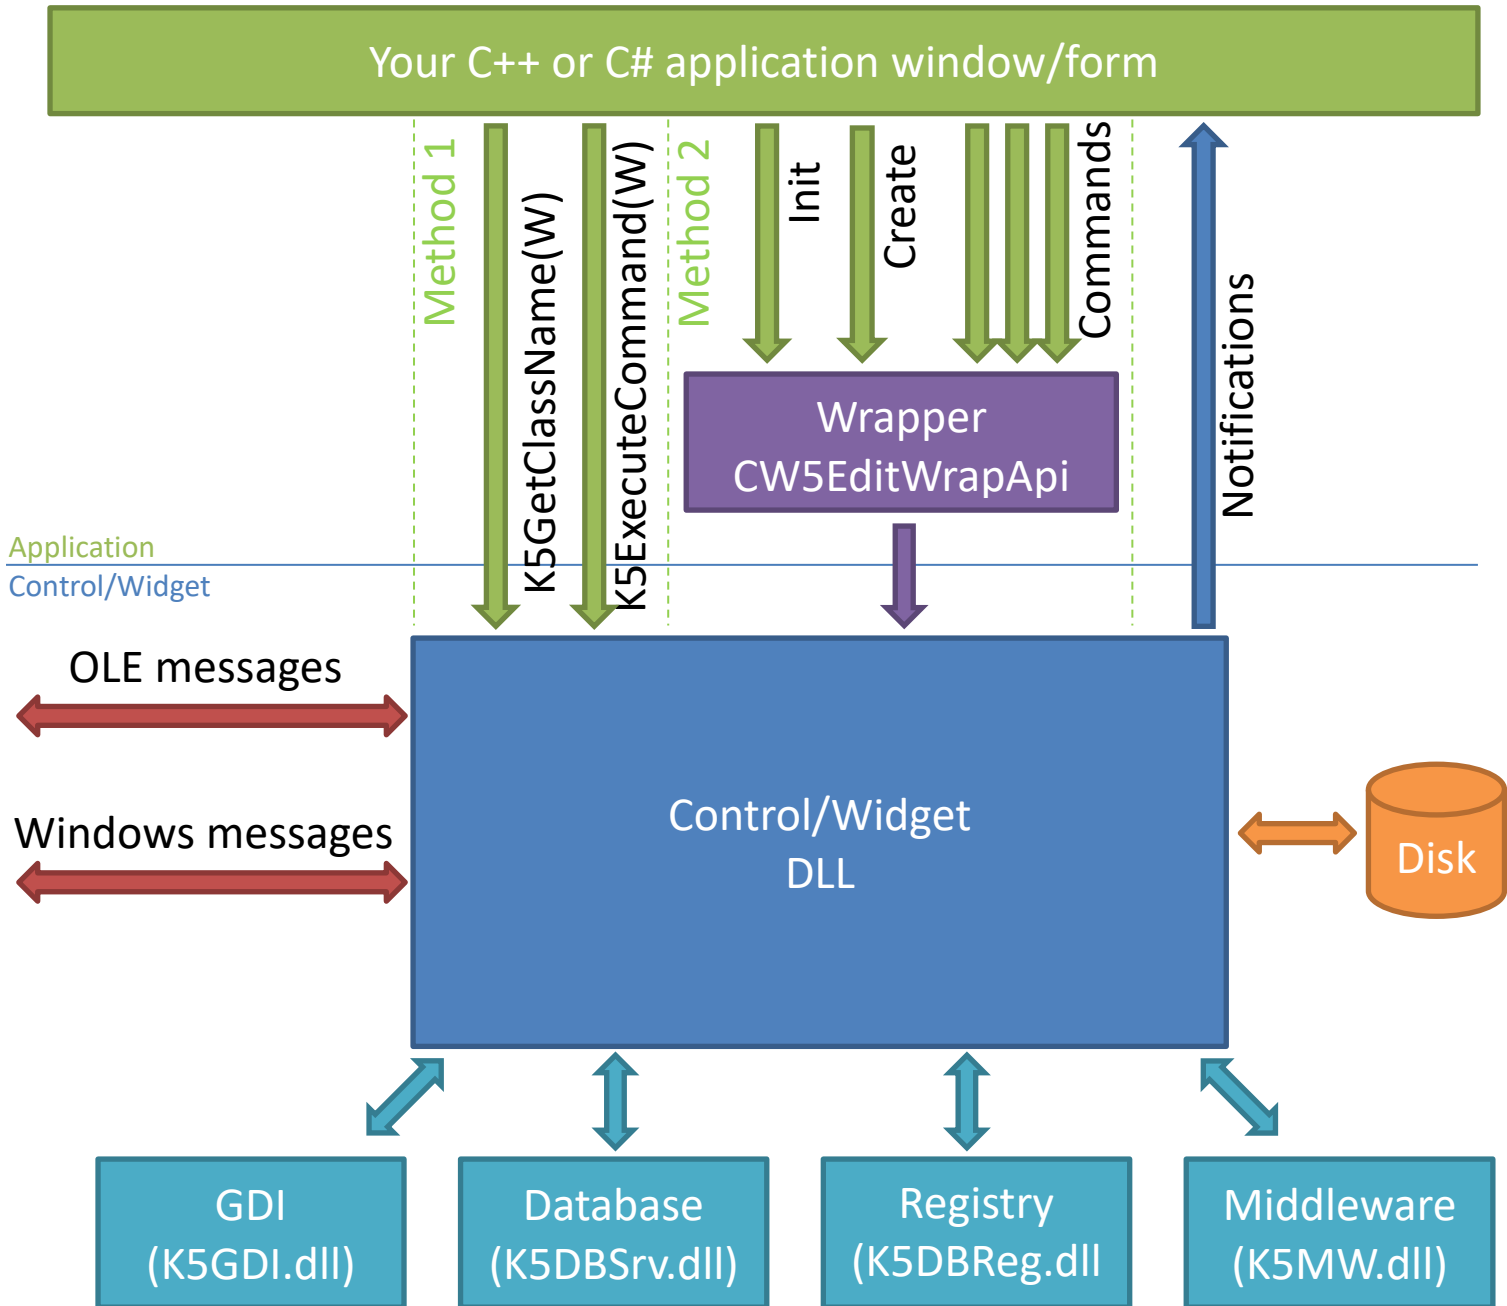 Your C++ or C# application window/form
Method 1
K5GetClassName(W)
K5ExecuteCommand(W)
Method 2
Init
Create
Commands
Notifications
Wrapper
CW5EditWrapApi
Application
Control/Widget
OLE messages
Windows messages
Control/Widget
DLL
Disk
GDI
(K5GDI.dll)
Database
(K5DBSrv.dll)
Registry
(K5DBReg.dll
Middleware
(K5MW.dll)